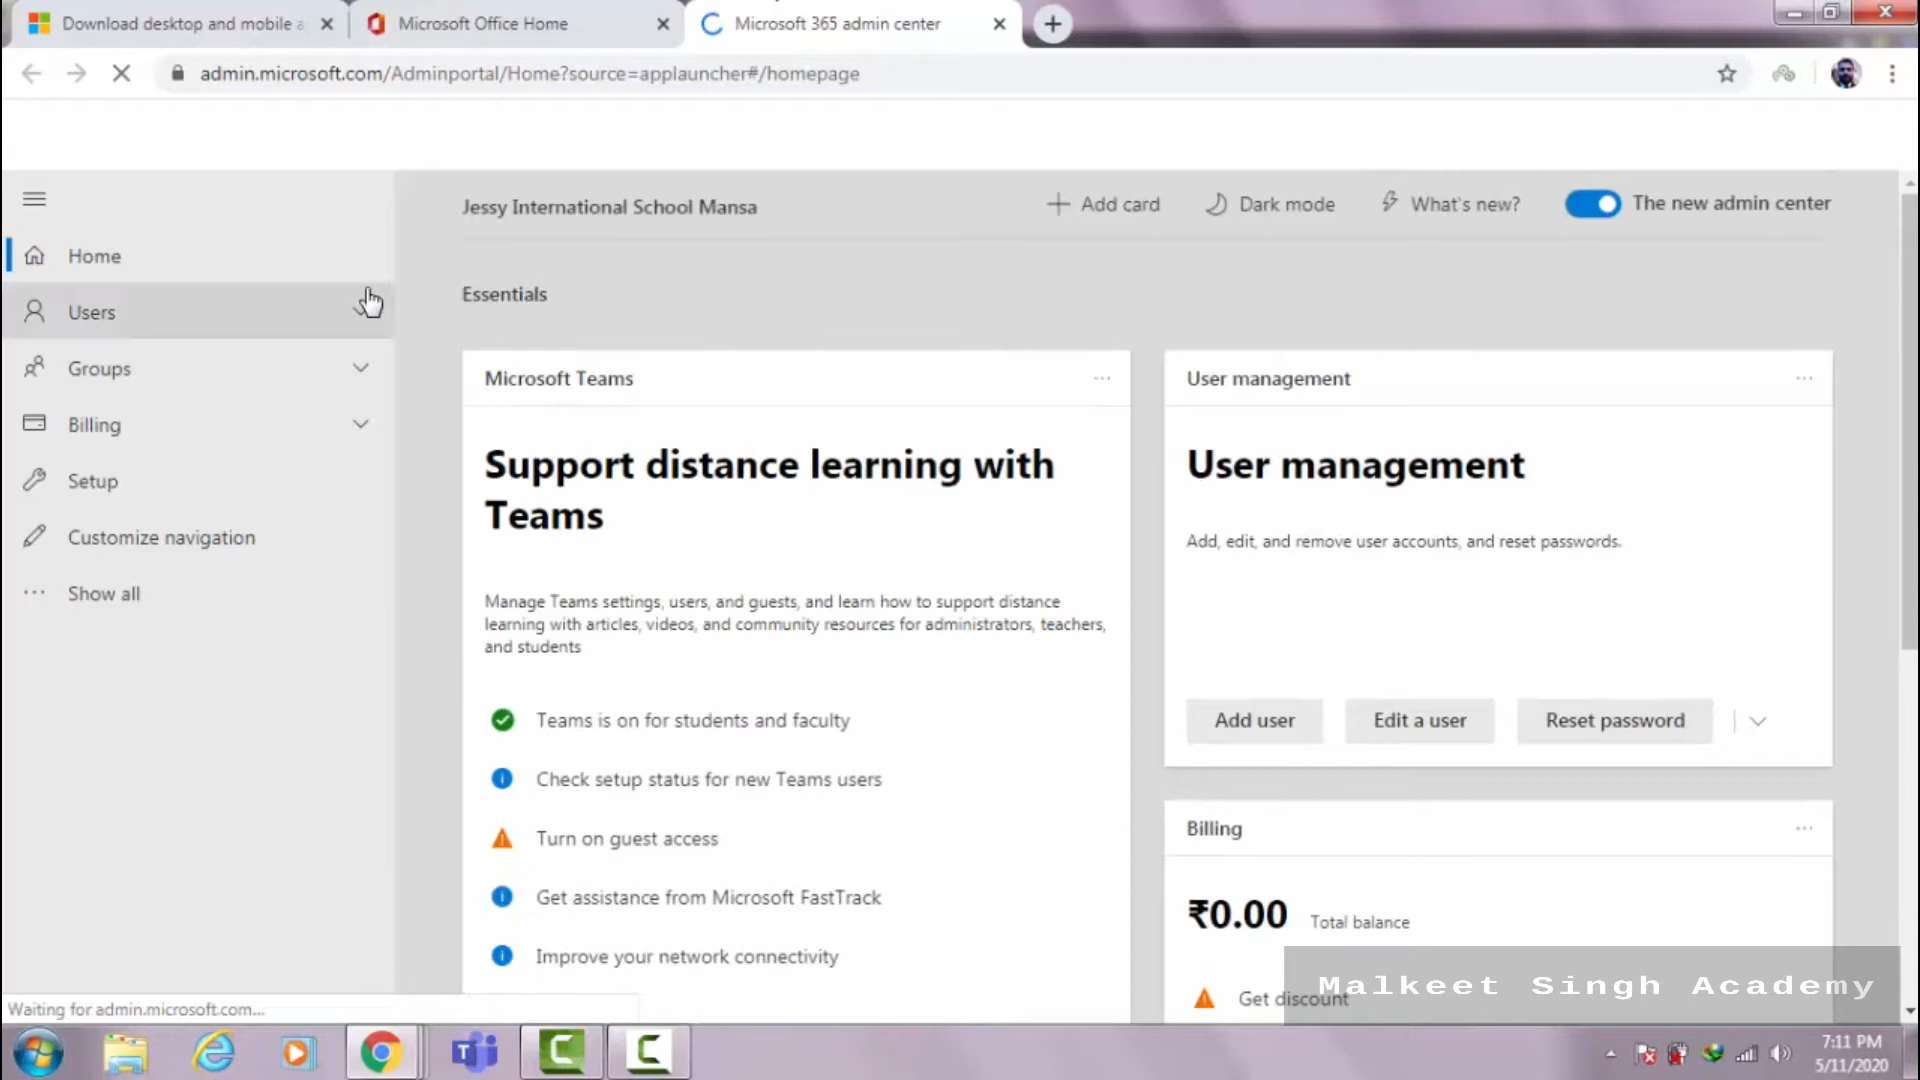 Download desktop and mobile a
Microsoft Office Home
Microsoft 365 admin center
admin.microsoft.com/Adminportal/Home?source=applauncher#/homepage
Jessy International School Mansa
Add card
Dark mode
What's new?
The new admin center
Home
Users
Groups
Billing
Setup
Customize navigation
Show all
Essentials
Microsoft Teams
Support distance learning with
Teams
Manage Teams settings, users, and guests, and learn how to support distance
learning with articles, videos, and community resources for administrators, teachers,
and students
Teams is on for students and faculty
Check setup status for new Teams users
Turn on guest access
Get assistance from Microsoft FastTrack
Improve your network connectivity
User management
User management
Add, edit, and remove user accounts, and reset passwords.
Add user
Edit a user
Reset password
Billing
₹0.00 Total balance
Get discount
Malkeet Singh Academy
Waiting for admin.microsoft.com...
7:11 PM
5/11/2020